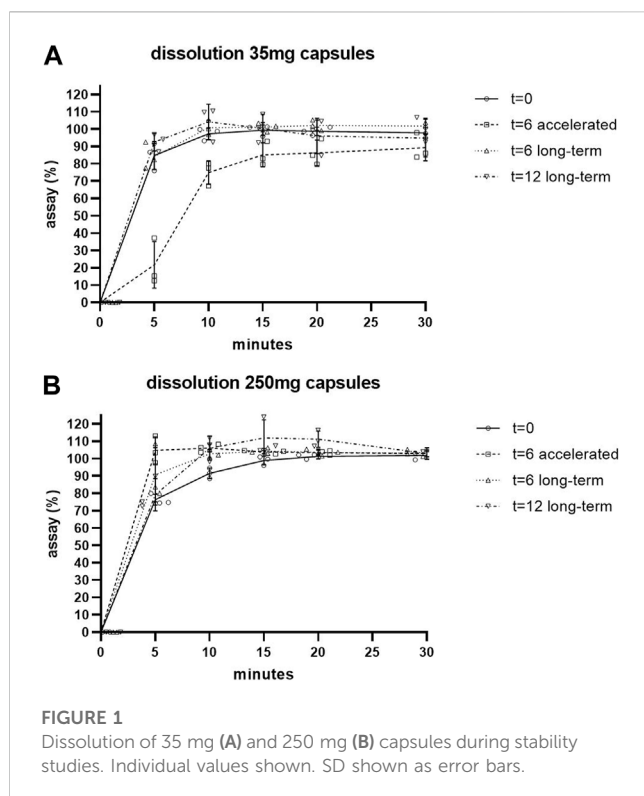 A
dissolution 35mg capsules
120
110
100
90
80
70
60
50
40
30
20
10
0
assay (%)
0 5 10 15 20 25 30
minutes
t=0
t=6 accelerated
t=6 long-term
t=12 long-term
B
dissolution 250mg capsules
120
110
100
90
80
70
60
50
40
30
20
10
0
assay (%)
0 5 10 15 20 25 30
minutes
t=0
t=6 accelerated
t=6 long-term
t=12 long-term
FIGURE 1
Dissolution of 35 mg (A) and 250 mg (B) capsules during stability
studies. Individual values shown. SD shown as error bars.